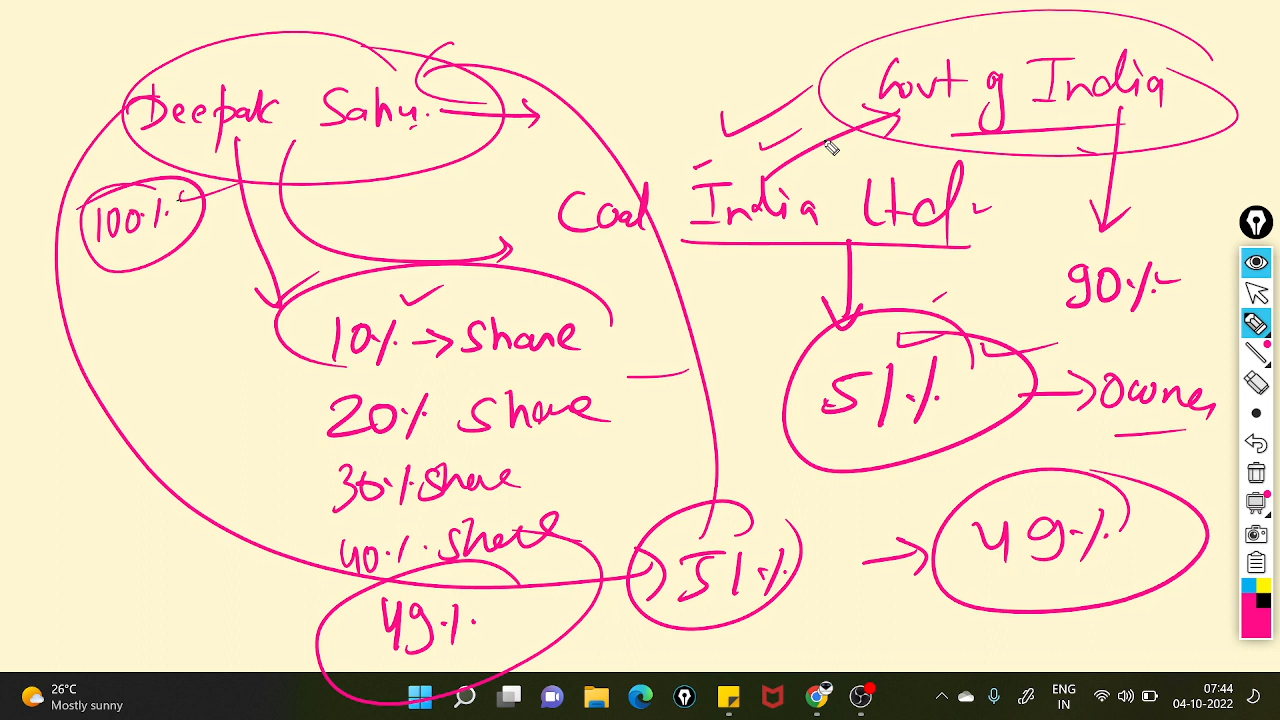 Deepak Sahu.
Govt of India
100%
Coal India Ltd
90%
10% → Share
20% Share
30% Share
40% Share
49%
51%
51% → Owner
→ 49%
26°C
Mostly sunny
ENG
IN
07:44
04-10-2022